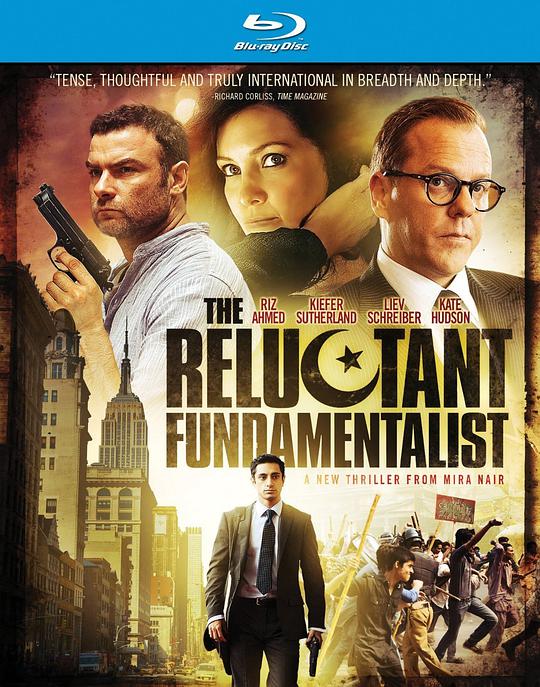 Blu-ray Disc
“TENSE, THOUGHTFUL AND TRULY INTERNATIONAL IN BREADTH AND DEPTH.”
-RICHARD CORLISS, TIME MAGAZINE
RIZ AHMED
KIEFER SUTHERLAND
LIEV SCHREIBER
KATE HUDSON
THE
RELUCTANT
FUNDAMENTALIST
A NEW THRILLER FROM MIRA NAIR